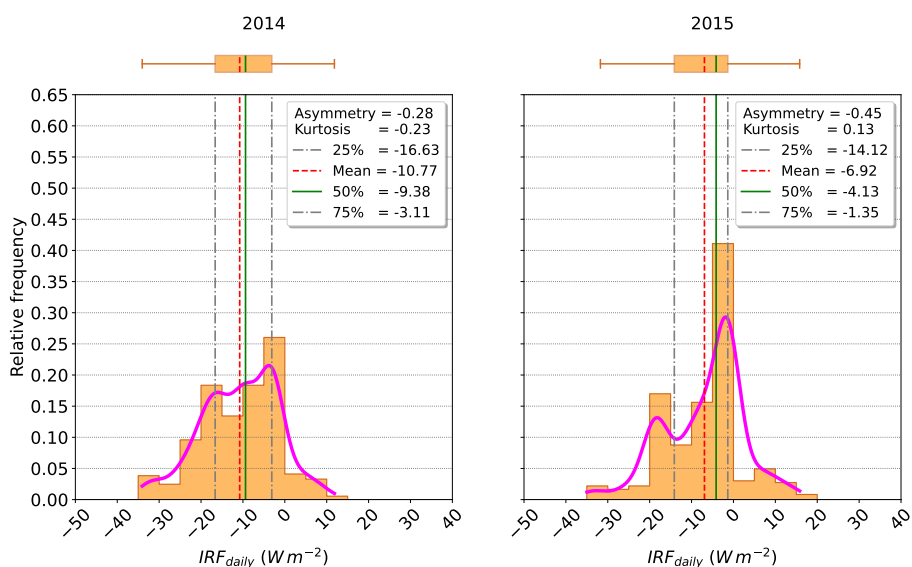 2014
Asymmetry = -0.28
Kurtosis = -0.23
25% = -16.63
Mean = -10.77
50% = -9.38
75% = -3.11
0.65
0.60
0.55
0.50
0.45
0.40
0.35
0.30
0.25
0.20
0.15
0.10
0.05
0.00
Relative frequency
-50 -40 -30 -20 -10 0 10 20 30 40
IRF_daily (W m^−2)
2015
Asymmetry = -0.45
Kurtosis = 0.13
25% = -14.12
Mean = -6.92
50% = -4.13
75% = -1.35
-50 -40 -30 -20 -10 0 10 20 30 40
IRF_daily (W m^−2)